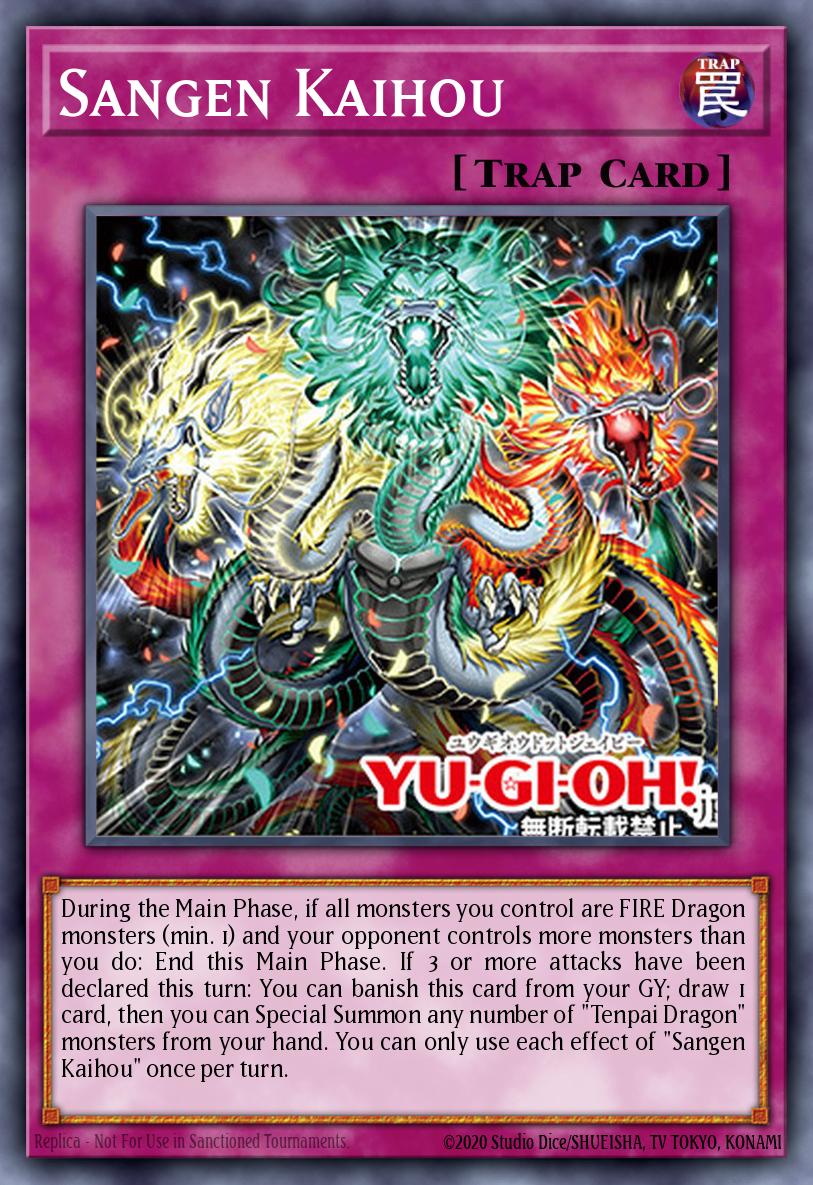 Sangen Kaihou
TRAP
罠
[Trap Card]
ユウギオウドットジェイピー
YU-GI-OH!
無断転載禁止
During the Main Phase, if all monsters you control are FIRE Dragon
monsters (min. 1) and your opponent controls more monsters than
you do: End this Main Phase. If 3 or more attacks have been
declared this turn: You can banish this card from your GY; draw 1
card, then you can Special Summon any number of "Tenpai Dragon"
monsters from your hand. You can only use each effect of "Sangen
Kaihou" once per turn.
Replica - Not For Use in Sanctioned Tournaments.
©2020 Studio Dice/SHUEISHA, TV TOKYO, KONAMI